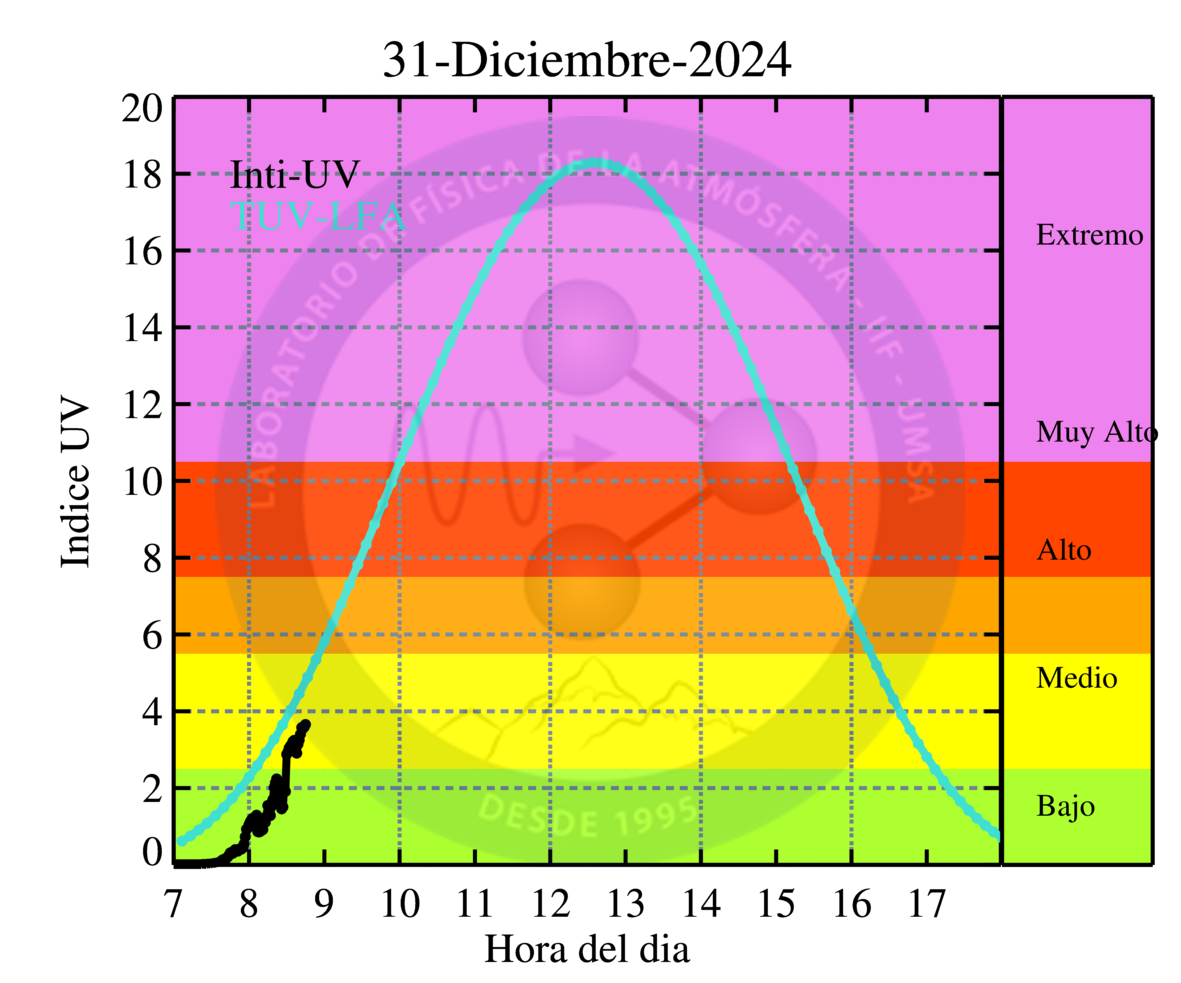 31-Diciembre-2024
20
18
16
14
12
10
8
6
4
2
0
Indice UV
Inti-UV
TUV-LFA
LABORATORIO DE FÍSICA DE LA ATMÓSFERA - IIF - UMSA
DESDE 1995
Extremo
Muy Alto
Alto
Medio
Bajo
7 8 9 10 11 12 13 14 15 16 17
Hora del dia